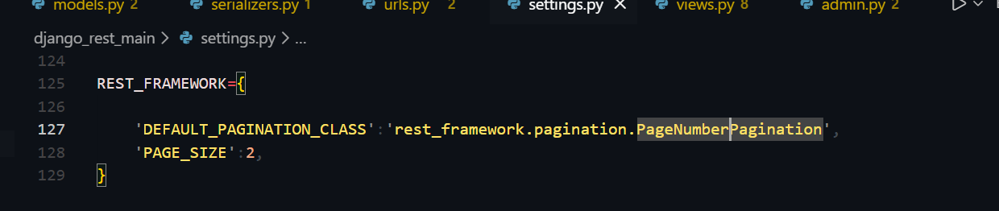 models.py 2 serializers.py 1 urls.py 2 settings.py × views.py 8 admin.py 2
django_rest_main > settings.py > ...
124
125 REST_FRAMEWORK={
126
127 'DEFAULT_PAGINATION_CLASS':'rest_framework.pagination.PageNumberPagination',
128 'PAGE_SIZE':2,
129 }